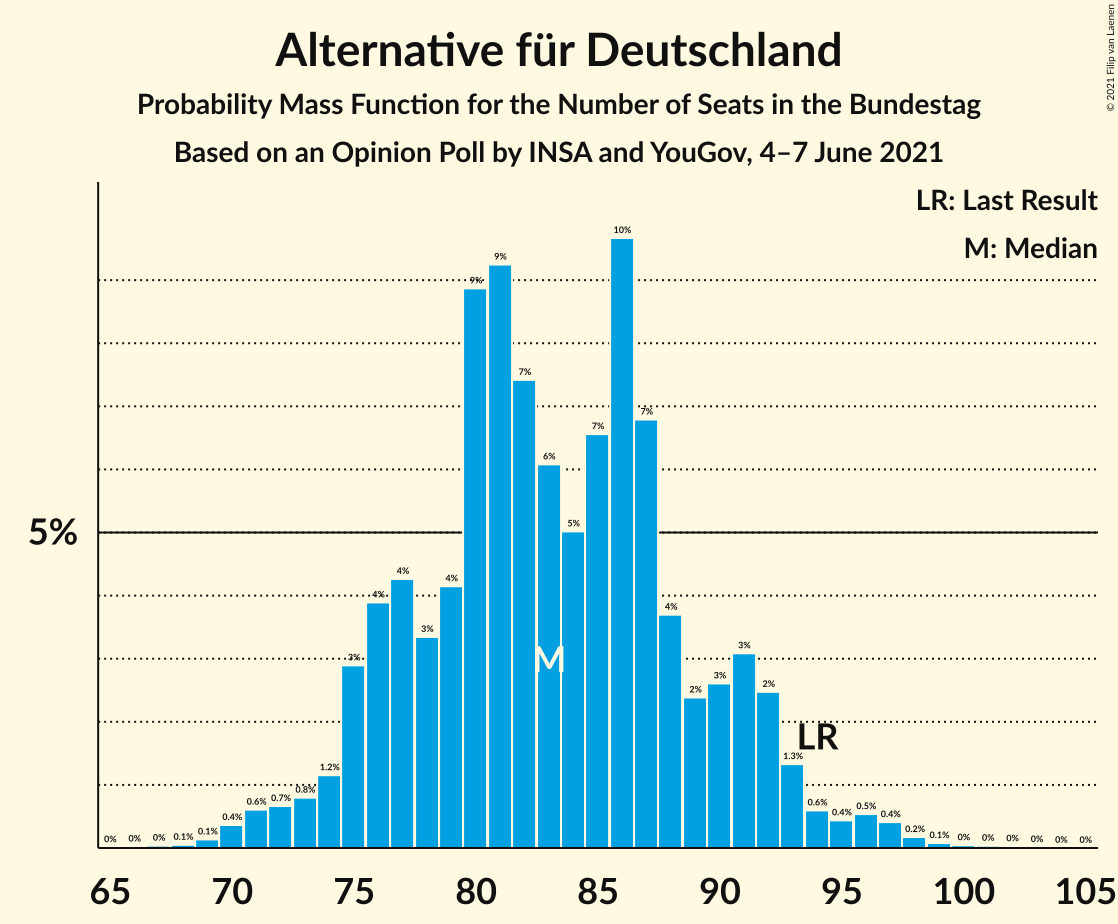 Alternative für Deutschland
Probability Mass Function for the Number of Seats in the Bundestag
Based on an Opinion Poll by INSA and YouGov, 4–7 June 2021
© 2021 Filip van Laenen
LR: Last Result
M: Median
5%
0% 0% 0% 0.1% 0.1% 0.4% 0.6% 0.7% 0.8% 1.2% 3% 4% 4% 3% 4% 9% 9% 7% 6% 5% 7% 10% 7% 4% 2% 3% 3% 2% 1.3% 0.6% 0.4% 0.5% 0.4% 0.2% 0.1% 0% 0% 0% 0% 0% 0%
M
LR
65 70 75 80 85 90 95 100 105